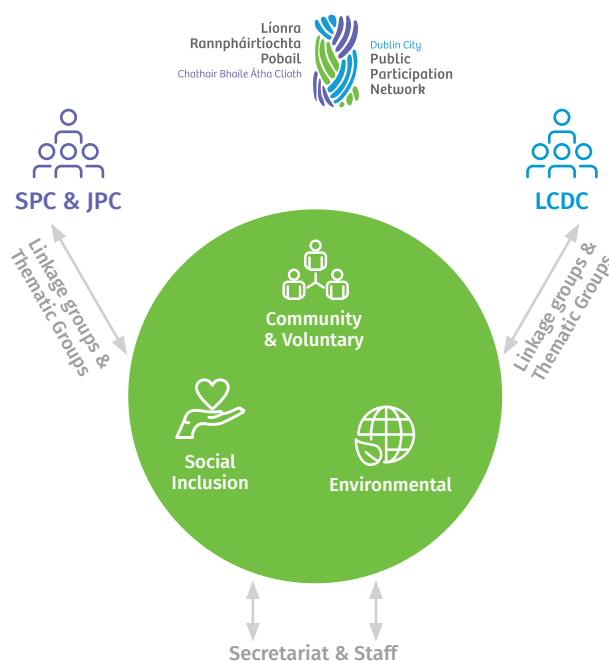 Líonra
Rannpháirtíochta
Pobail
Chathair Bhaile Átha Cliath
Dublin City
Public
Participation
Network
SPC & JPC
LCDC
Linkage groups &
Thematic Groups
Linkage groups &
Thematic Groups
Community
& Voluntary
Social
Inclusion
Environmental
Secretariat & Staff